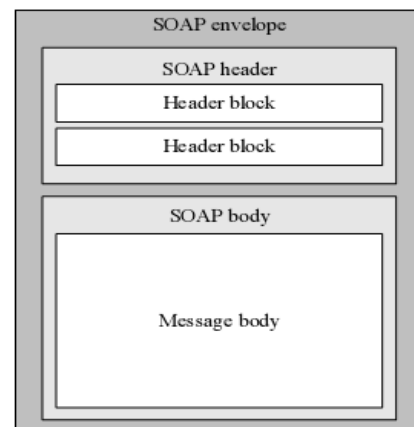 SOAP envelope
SOAP header
Header block
Header block
SOAP body
Message body